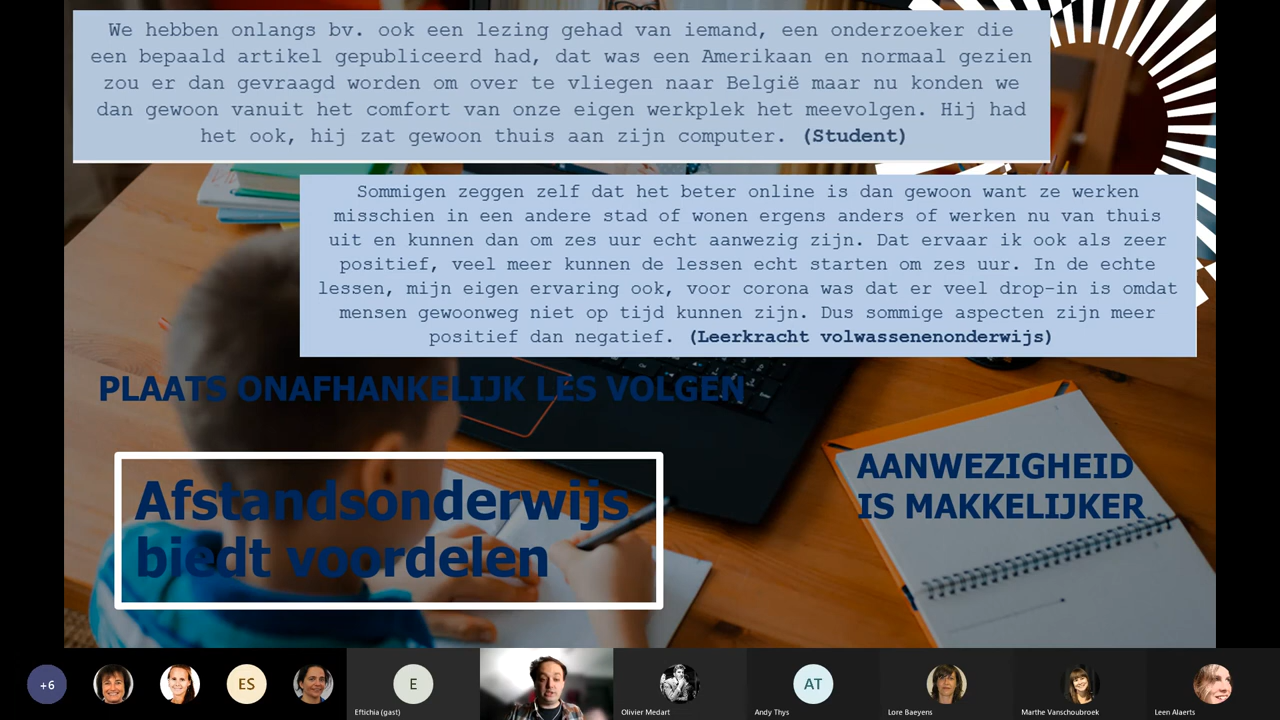 We hebben onlangs bv. ook een lezing gehad van iemand, een onderzoeker die
een bepaald artikel gepubliceerd had, dat was een Amerikaan en normaal gezien
zou er dan gevraagd worden om over te vliegen naar België maar nu konden we
dan gewoon vanuit het comfort van onze eigen werkplek het meevolgen. Hij had
het ook, hij zat gewoon thuis aan zijn computer. (Student)
Sommigen zeggen zelf dat het beter online is dan gewoon want ze werken
misschien in een andere stad of wonen ergens anders of werken nu van thuis
uit en kunnen dan om zes uur echt aanwezig zijn. Dat ervaar ik ook als zeer
positief, veel meer kunnen de lessen echt starten om zes uur. In de echte
lessen, mijn eigen ervaring ook, voor corona was dat er veel drop-in is omdat
mensen gewoonweg niet op tijd kunnen zijn. Dus sommige aspecten zijn meer
positief dan negatief. (Leerkracht volwassenenonderwijs)
PLAATS ONAFHANKELIJK LES VOLGEN
AANWEZIGHEID
IS MAKKELIJKER
Afstandsonderwijs
biedt voordelen
+6
ES
E
Eftichia (gast)
Olivier Medart
AT
Andy Thys
Lore Baeyens
Marthe Vanschoubroek
Leen Alaerts